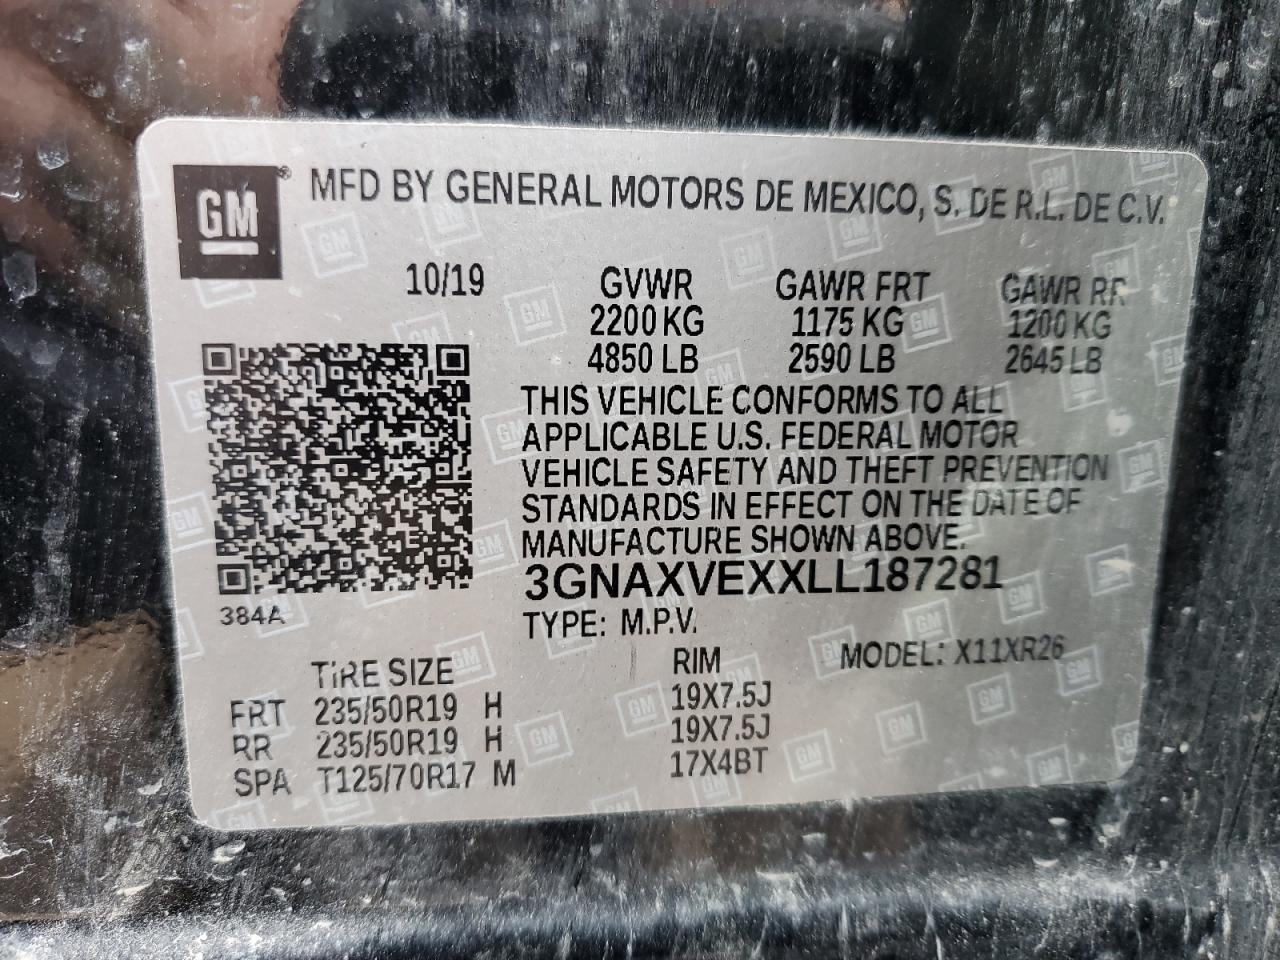 GM® MFD BY GENERAL MOTORS DE MEXICO, S. DE R.L. DE C.V.
10/19 GVWR GAWR FRT GAWR RR
2200 KG 1175 KG 1200 KG
4850 LB 2590 LB 2645 LB
THIS VEHICLE CONFORMS TO ALL
APPLICABLE U.S. FEDERAL MOTOR
VEHICLE SAFETY AND THEFT PREVENTION
STANDARDS IN EFFECT ON THE DATE OF
MANUFACTURE SHOWN ABOVE.
3GNAXVEXXLL187281
384A
TYPE: M.P.V.
MODEL: X11XR26
TIRE SIZE RIM
FRT 235/50R19 H 19X7.5J
RR 235/50R19 H 19X7.5J
SPA T125/70R17 M 17X4BT